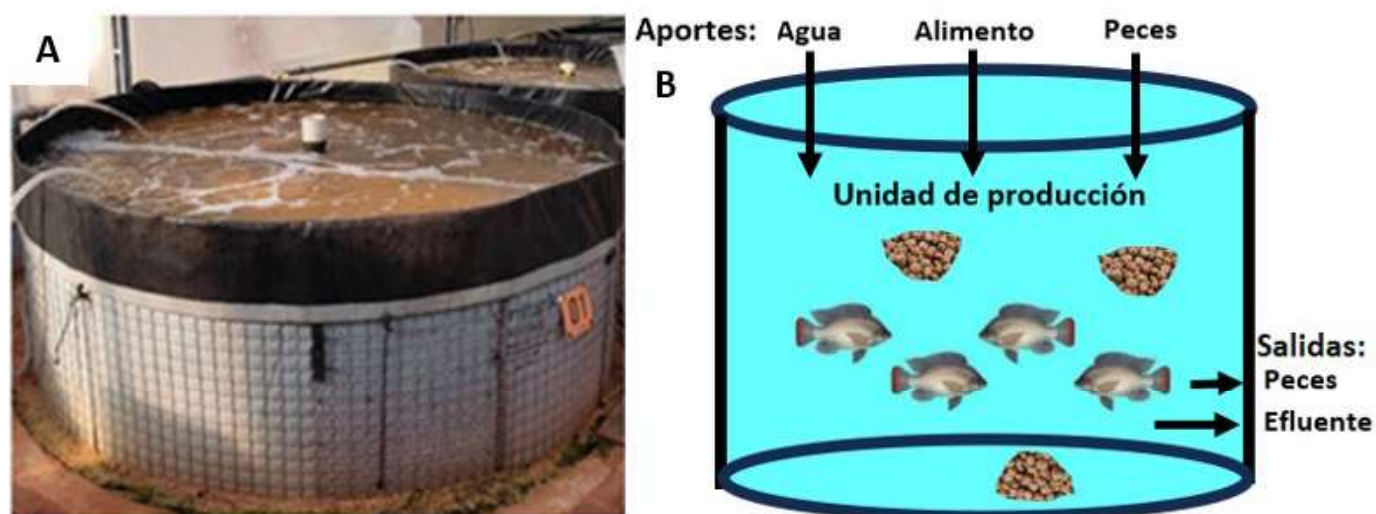 A
Aportes: Agua Alimento Peces
B
Unidad de producción
Salidas:
Peces
Efluente